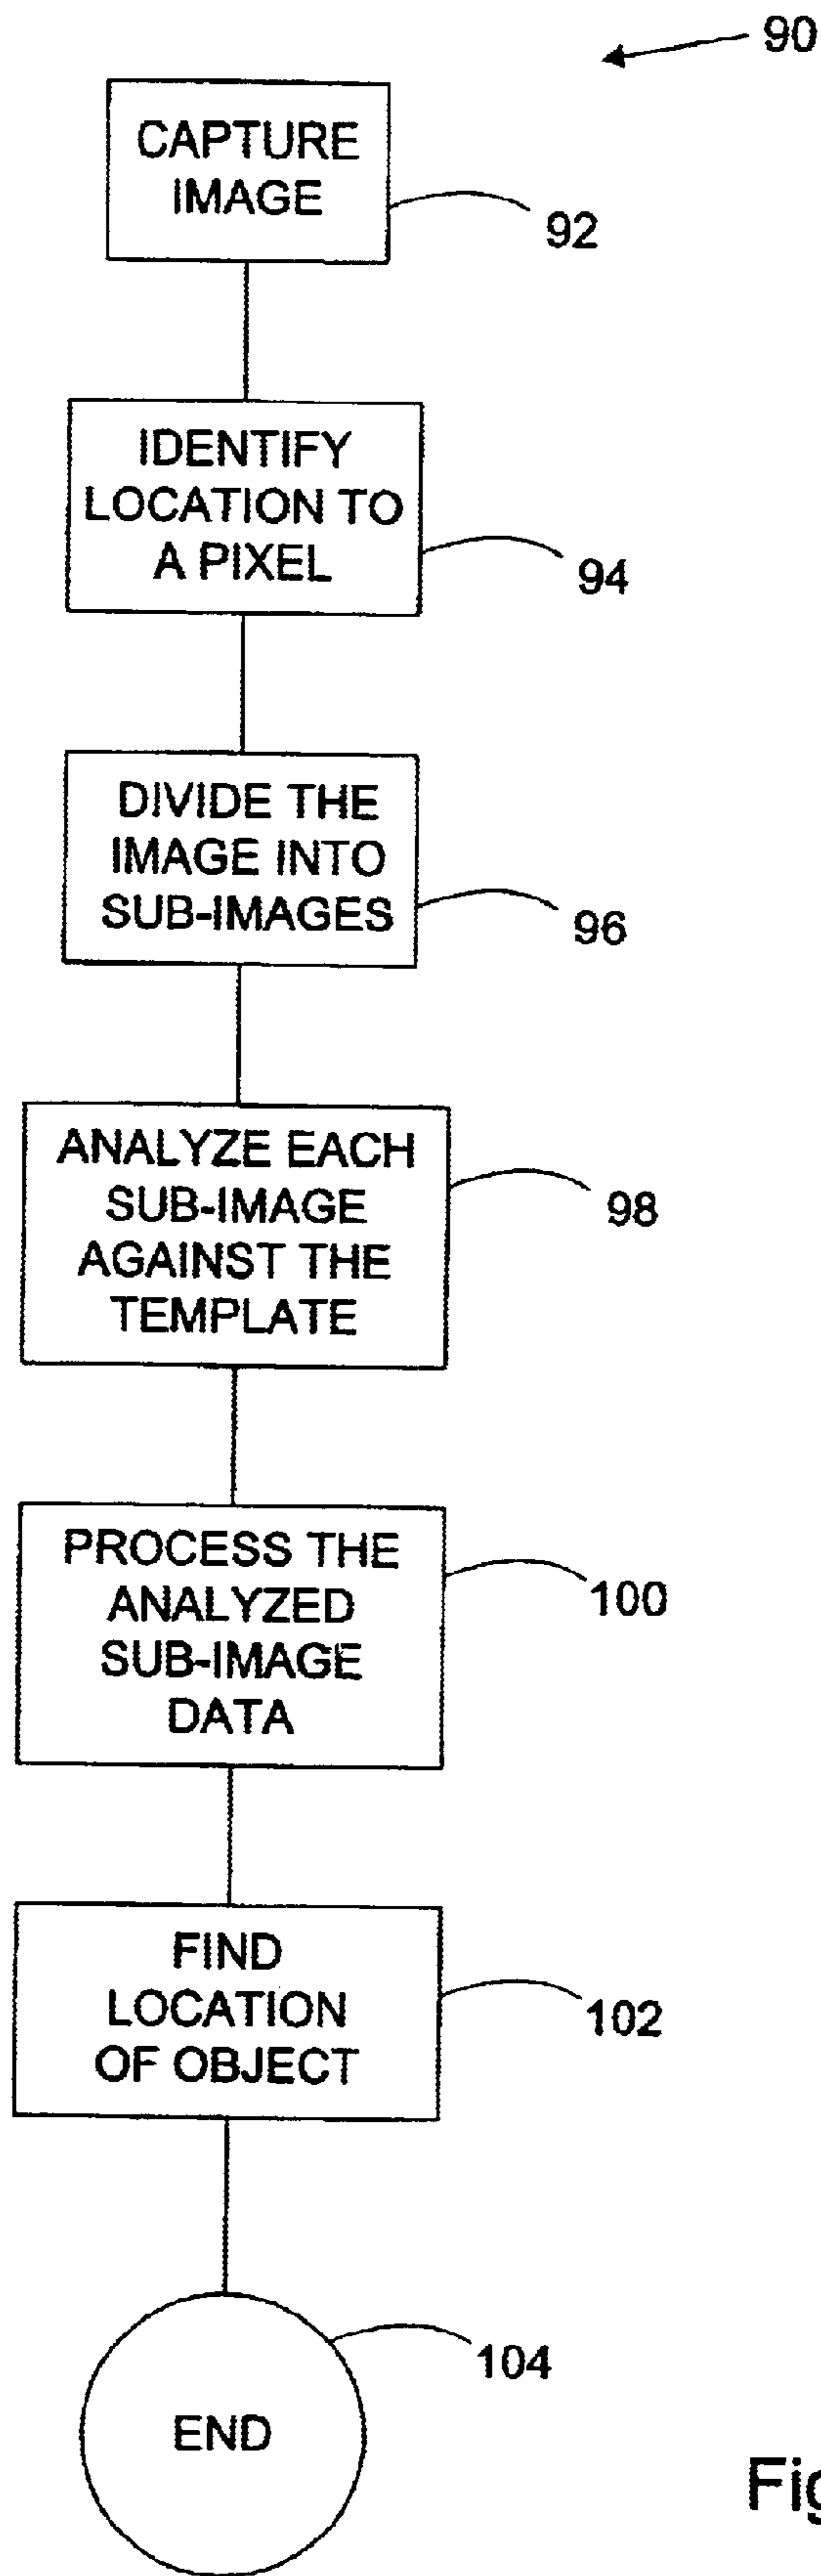 90
CAPTURE
IMAGE
92
IDENTIFY
LOCATION TO
A PIXEL
94
DIVIDE THE
IMAGE INTO
SUB-IMAGES
96
ANALYZE EACH
SUB-IMAGE
AGAINST THE
TEMPLATE
98
PROCESS THE
ANALYZED
SUB-IMAGE
DATA
100
FIND
LOCATION
OF OBJECT
102
END
104
Fig